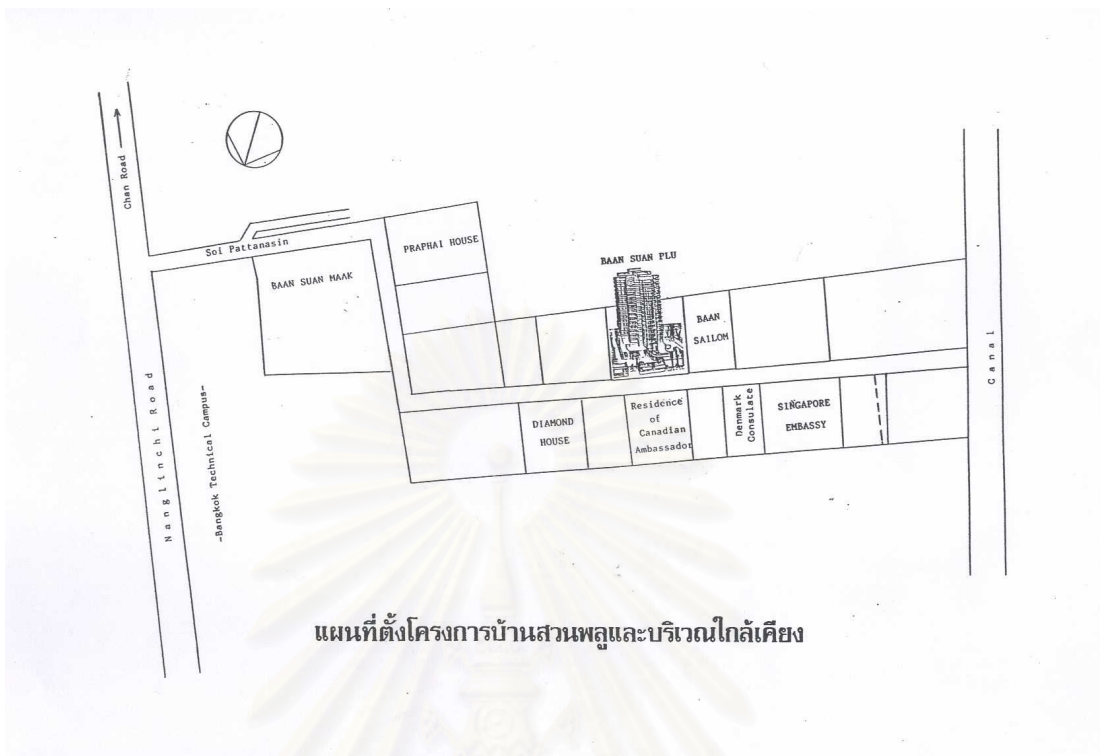 Chan Road
Soi Pattanasin
PRAPHAI HOUSE
BAAN SUAN MAAK
BAAN SUAN PLU
BAAN
SAILOM
Canal
Nanglinchi Road
-Bangkok Technical Campus-
DIAMOND
HOUSE
Residence
of
Canadian
Ambassador
Denmark
Consulate
SINGAPORE
EMBASSY
แผนที่ตั้งโครงการบ้านสวนพลูและบริเวณใกล้เคียง